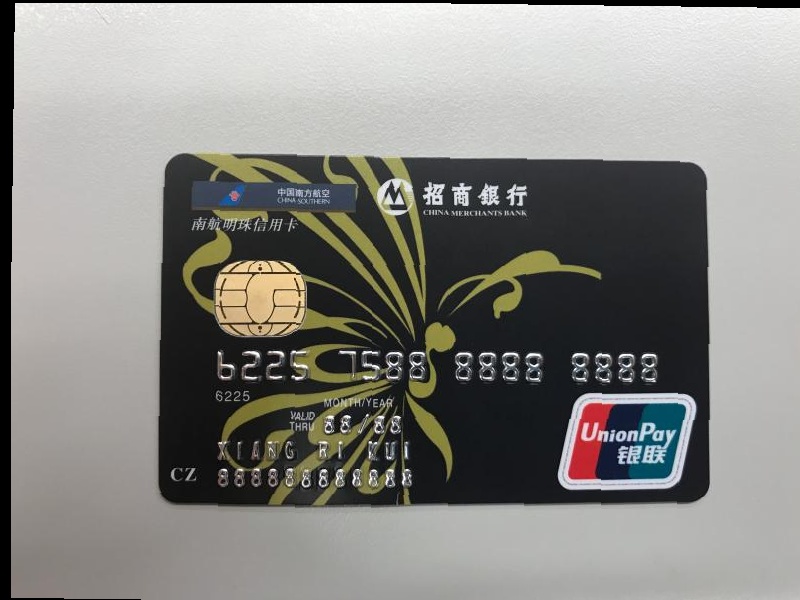 中国南方航空
CHINA SOUTHERN
招商銀行
CHINA MERCHANTS BANK
南航明珠信用卡
6225 7588 8888 8888
6225
MONTH/YEAR
VALID THRU 88/88
XIANG RI KUI
CZ 888888888888
UnionPay
银联